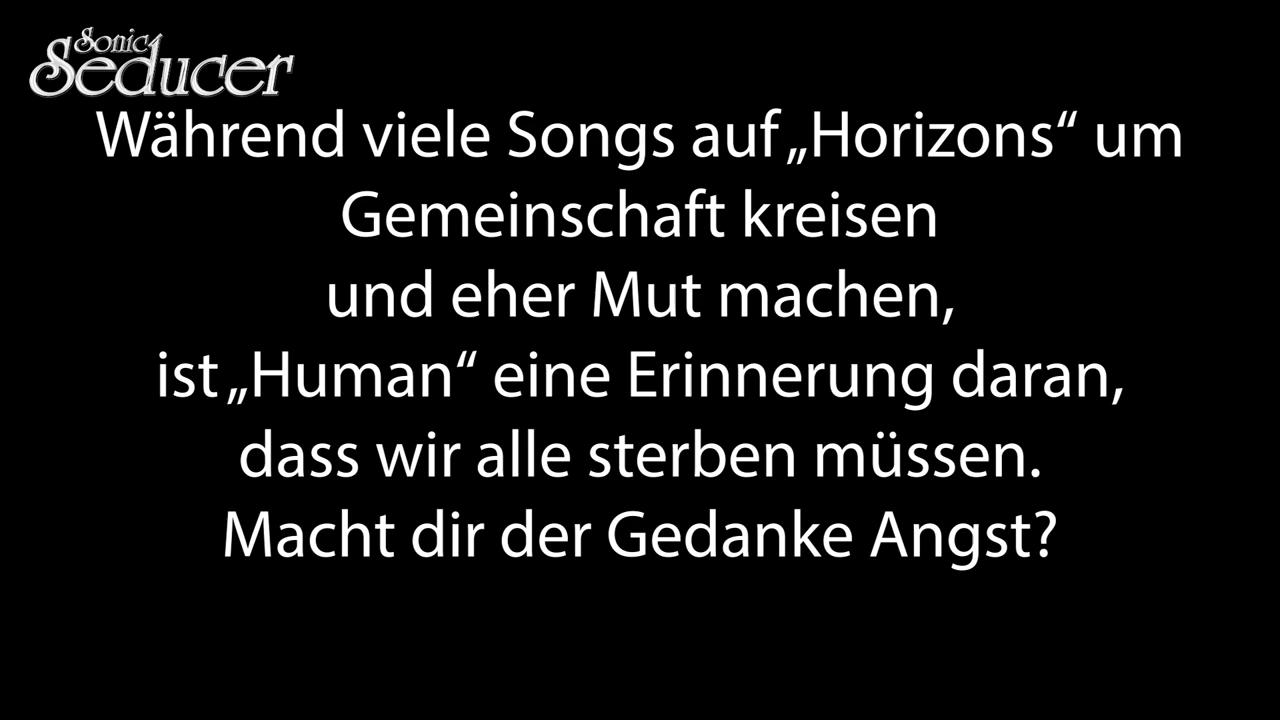 Sonic
Seducer
Während viele Songs auf „Horizons“ um
Gemeinschaft kreisen
und eher Mut machen,
ist „Human“ eine Erinnerung daran,
dass wir alle sterben müssen.
Macht dir der Gedanke Angst?